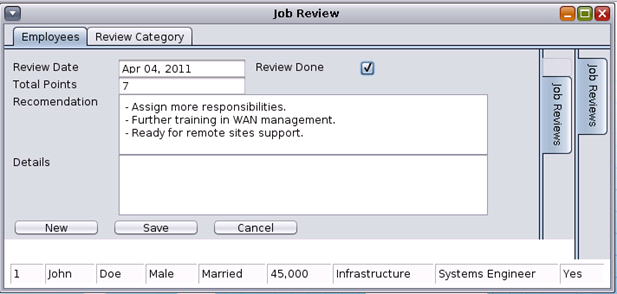 Job Review
Employees Review Category
Review Date Apr 04, 2011 Review Done
Total Points 7
Recomendation
- Assign more responsibilities.
- Further training in WAN management.
- Ready for remote sites support.
Details
New Save Cancel
Job Reviews
Job Reviews
1 John Doe Male Married 45,000 Infrastructure Systems Engineer Yes